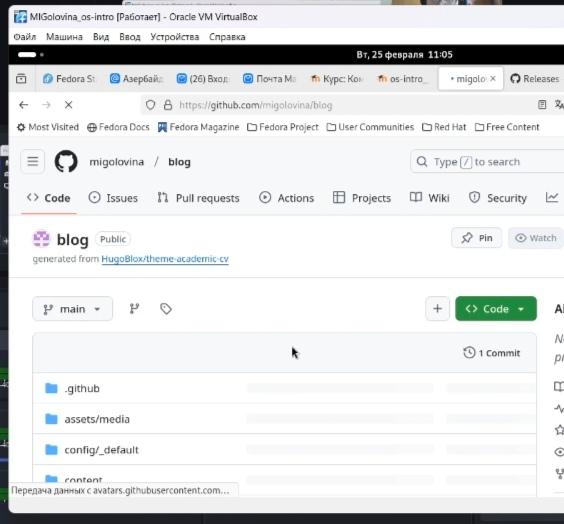 MIGolovina_os-intro [Работает] - Oracle VM VirtualBox
Файл Машина Вид Ввод Устройства Справка
Вт, 25 февраля 11:05
Fedora St Азербайд (26) Вход Почта Ma Курс: Ко os-intro_ migolo × Releases
https://github.com/migolovina/blog
Most Visited Fedora Docs Fedora Magazine Fedora Project User Communities Red Hat Free Content
migolovina / blog
Type / to search
Code Issues Pull requests Actions Projects Wiki Security
blog Public
Pin Watch
generated from HugoBlox/theme-academic-cv
main
Code
1 Commit
.github
assets/media
config/_default
content
Передача данных с avatars.githubusercontent.com…